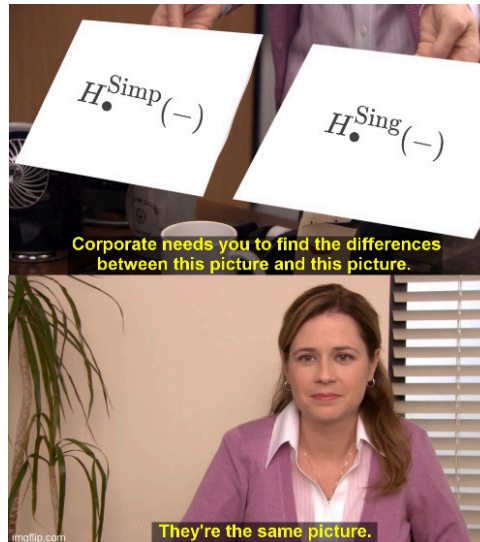 H•^Simp(−)
H•^Sing(−)
Corporate needs you to find the differences
between this picture and this picture.
They're the same picture.
imgflip.com